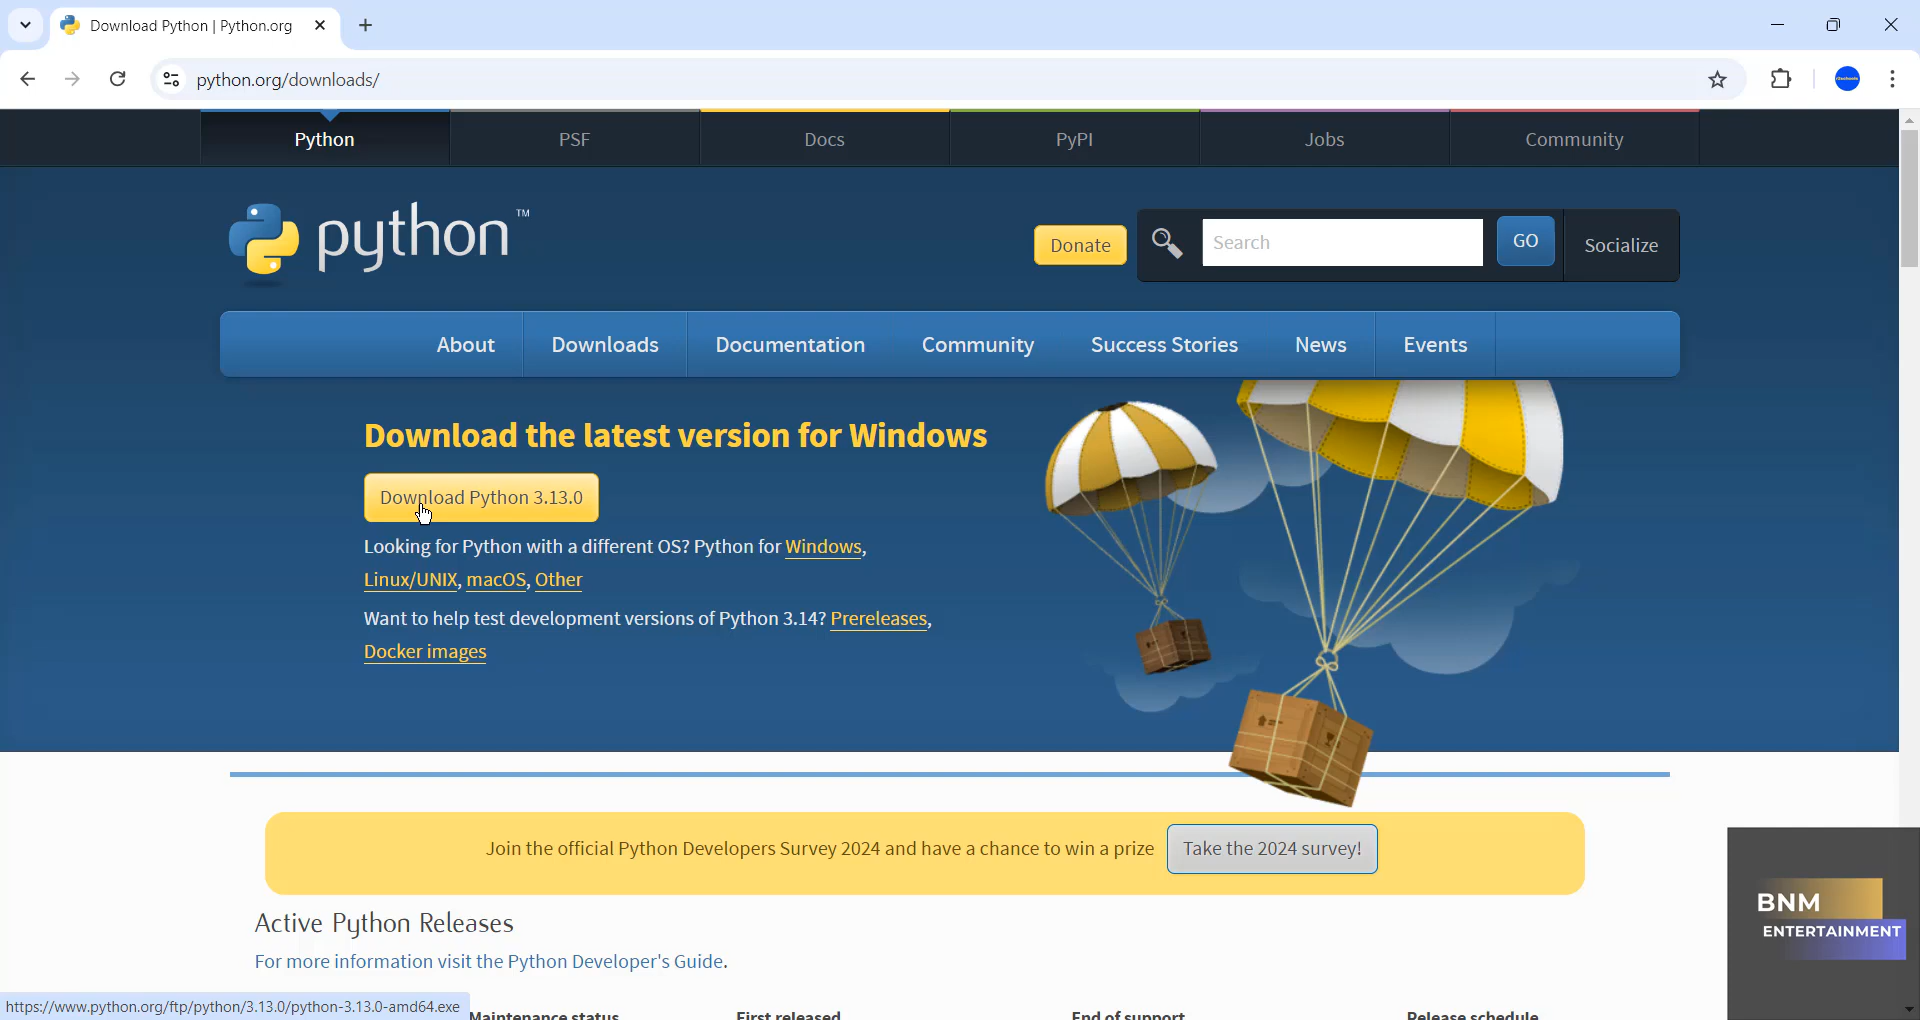 Download Python | Python.org
python.org/downloads/
Python
PSF
Docs
PyPI
Jobs
Community
python™
Donate
Search
GO
Socialize
About
Downloads
Documentation
Community
Success Stories
News
Events
Download the latest version for Windows
Download Python 3.13.0
Looking for Python with a different OS? Python for Windows,
Linux/UNIX, macOS, Other
Want to help test development versions of Python 3.14? Prereleases,
Docker images
Join the official Python Developers Survey 2024 and have a chance to win a prize
Take the 2024 survey!
Active Python Releases
For more information visit the Python Developer's Guide.
BNM
ENTERTAINMENT
https://www.python.org/ftp/python/3.13.0/python-3.13.0-amd64.exe
Maintenance status
First released
End of support
Release schedule